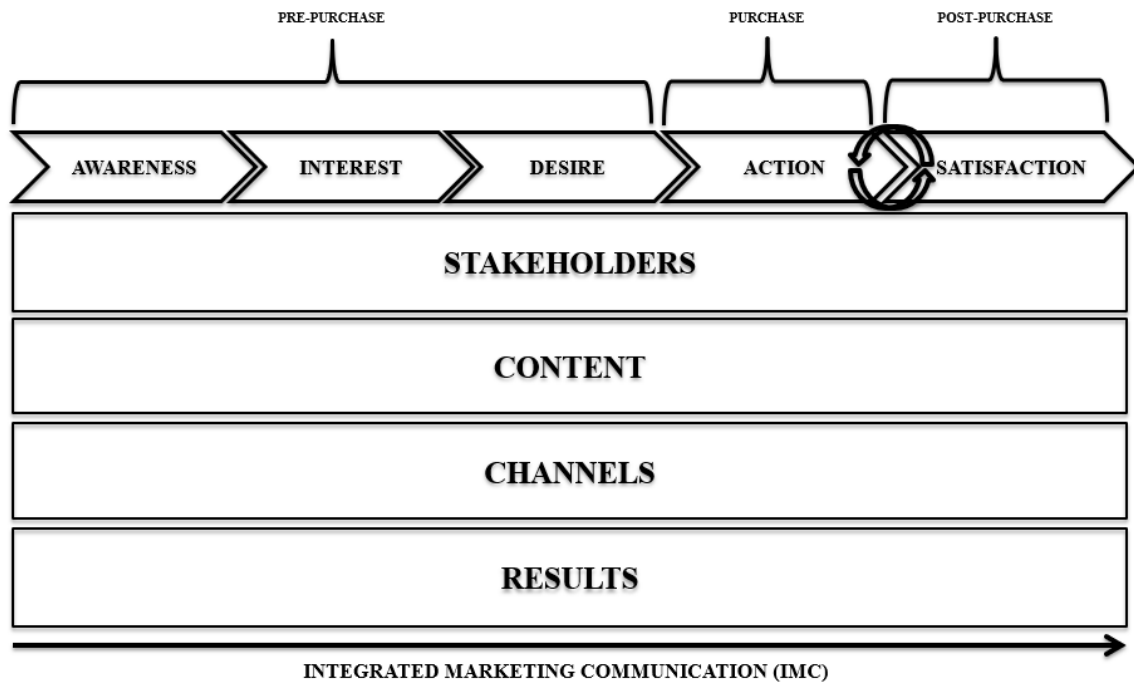 PRE-PURCHASE
PURCHASE
POST-PURCHASE
AWARENESS
INTEREST
DESIRE
ACTION
SATISFACTION
STAKEHOLDERS
CONTENT
CHANNELS
RESULTS
INTEGRATED MARKETING COMMUNICATION (IMC)